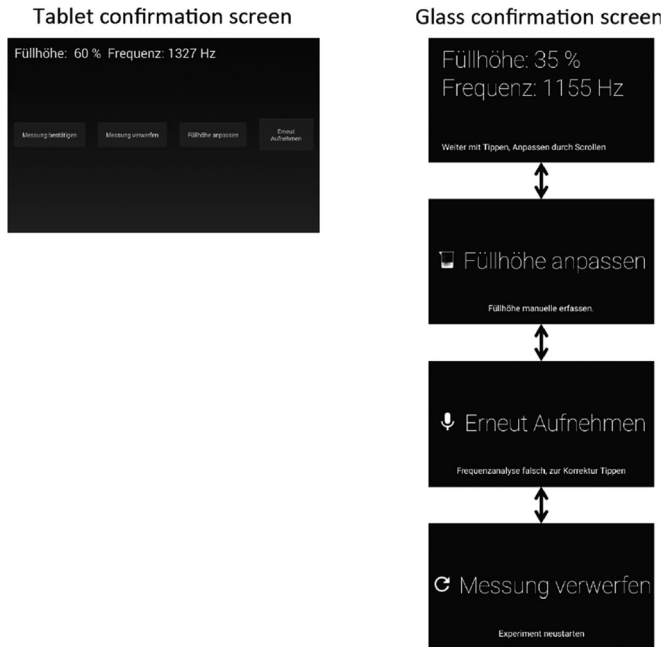 Tablet confirmation screen
Füllhöhe: 60 % Frequenz: 1327 Hz
Messung bestätigen
Messung verwerfen
Füllhöhe anpassen
Erneut
Aufnehmen
Glass confirmation screen
Füllhöhe: 35 %
Frequenz: 1155 Hz
Weiter mit Tippen, Anpassen durch Scrollen
Füllhöhe anpassen
Füllhöhe manuelle erfassen.
Erneut Aufnehmen
Frequenzanalyse falsch, zur Korrektur Tippen
Messung verwerfen
Experiment neustarten